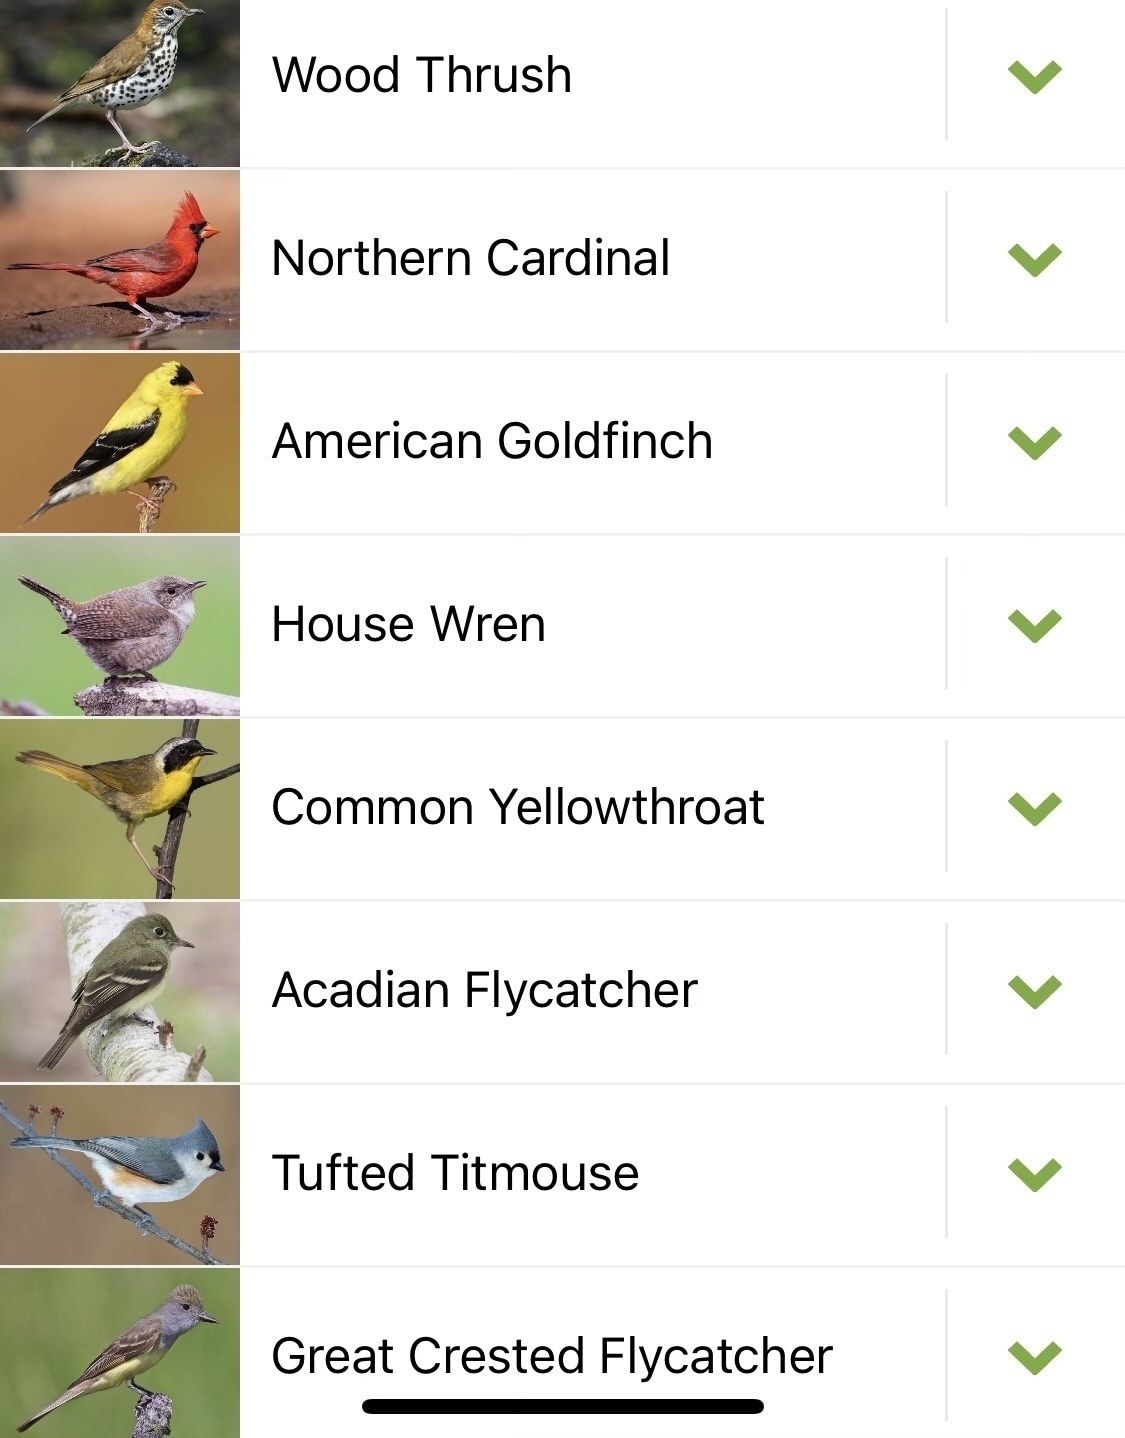 Wood Thrush
Northern Cardinal
American Goldfinch
House Wren
Common Yellowthroat
Acadian Flycatcher
Tufted Titmouse
Great Crested Flycatcher